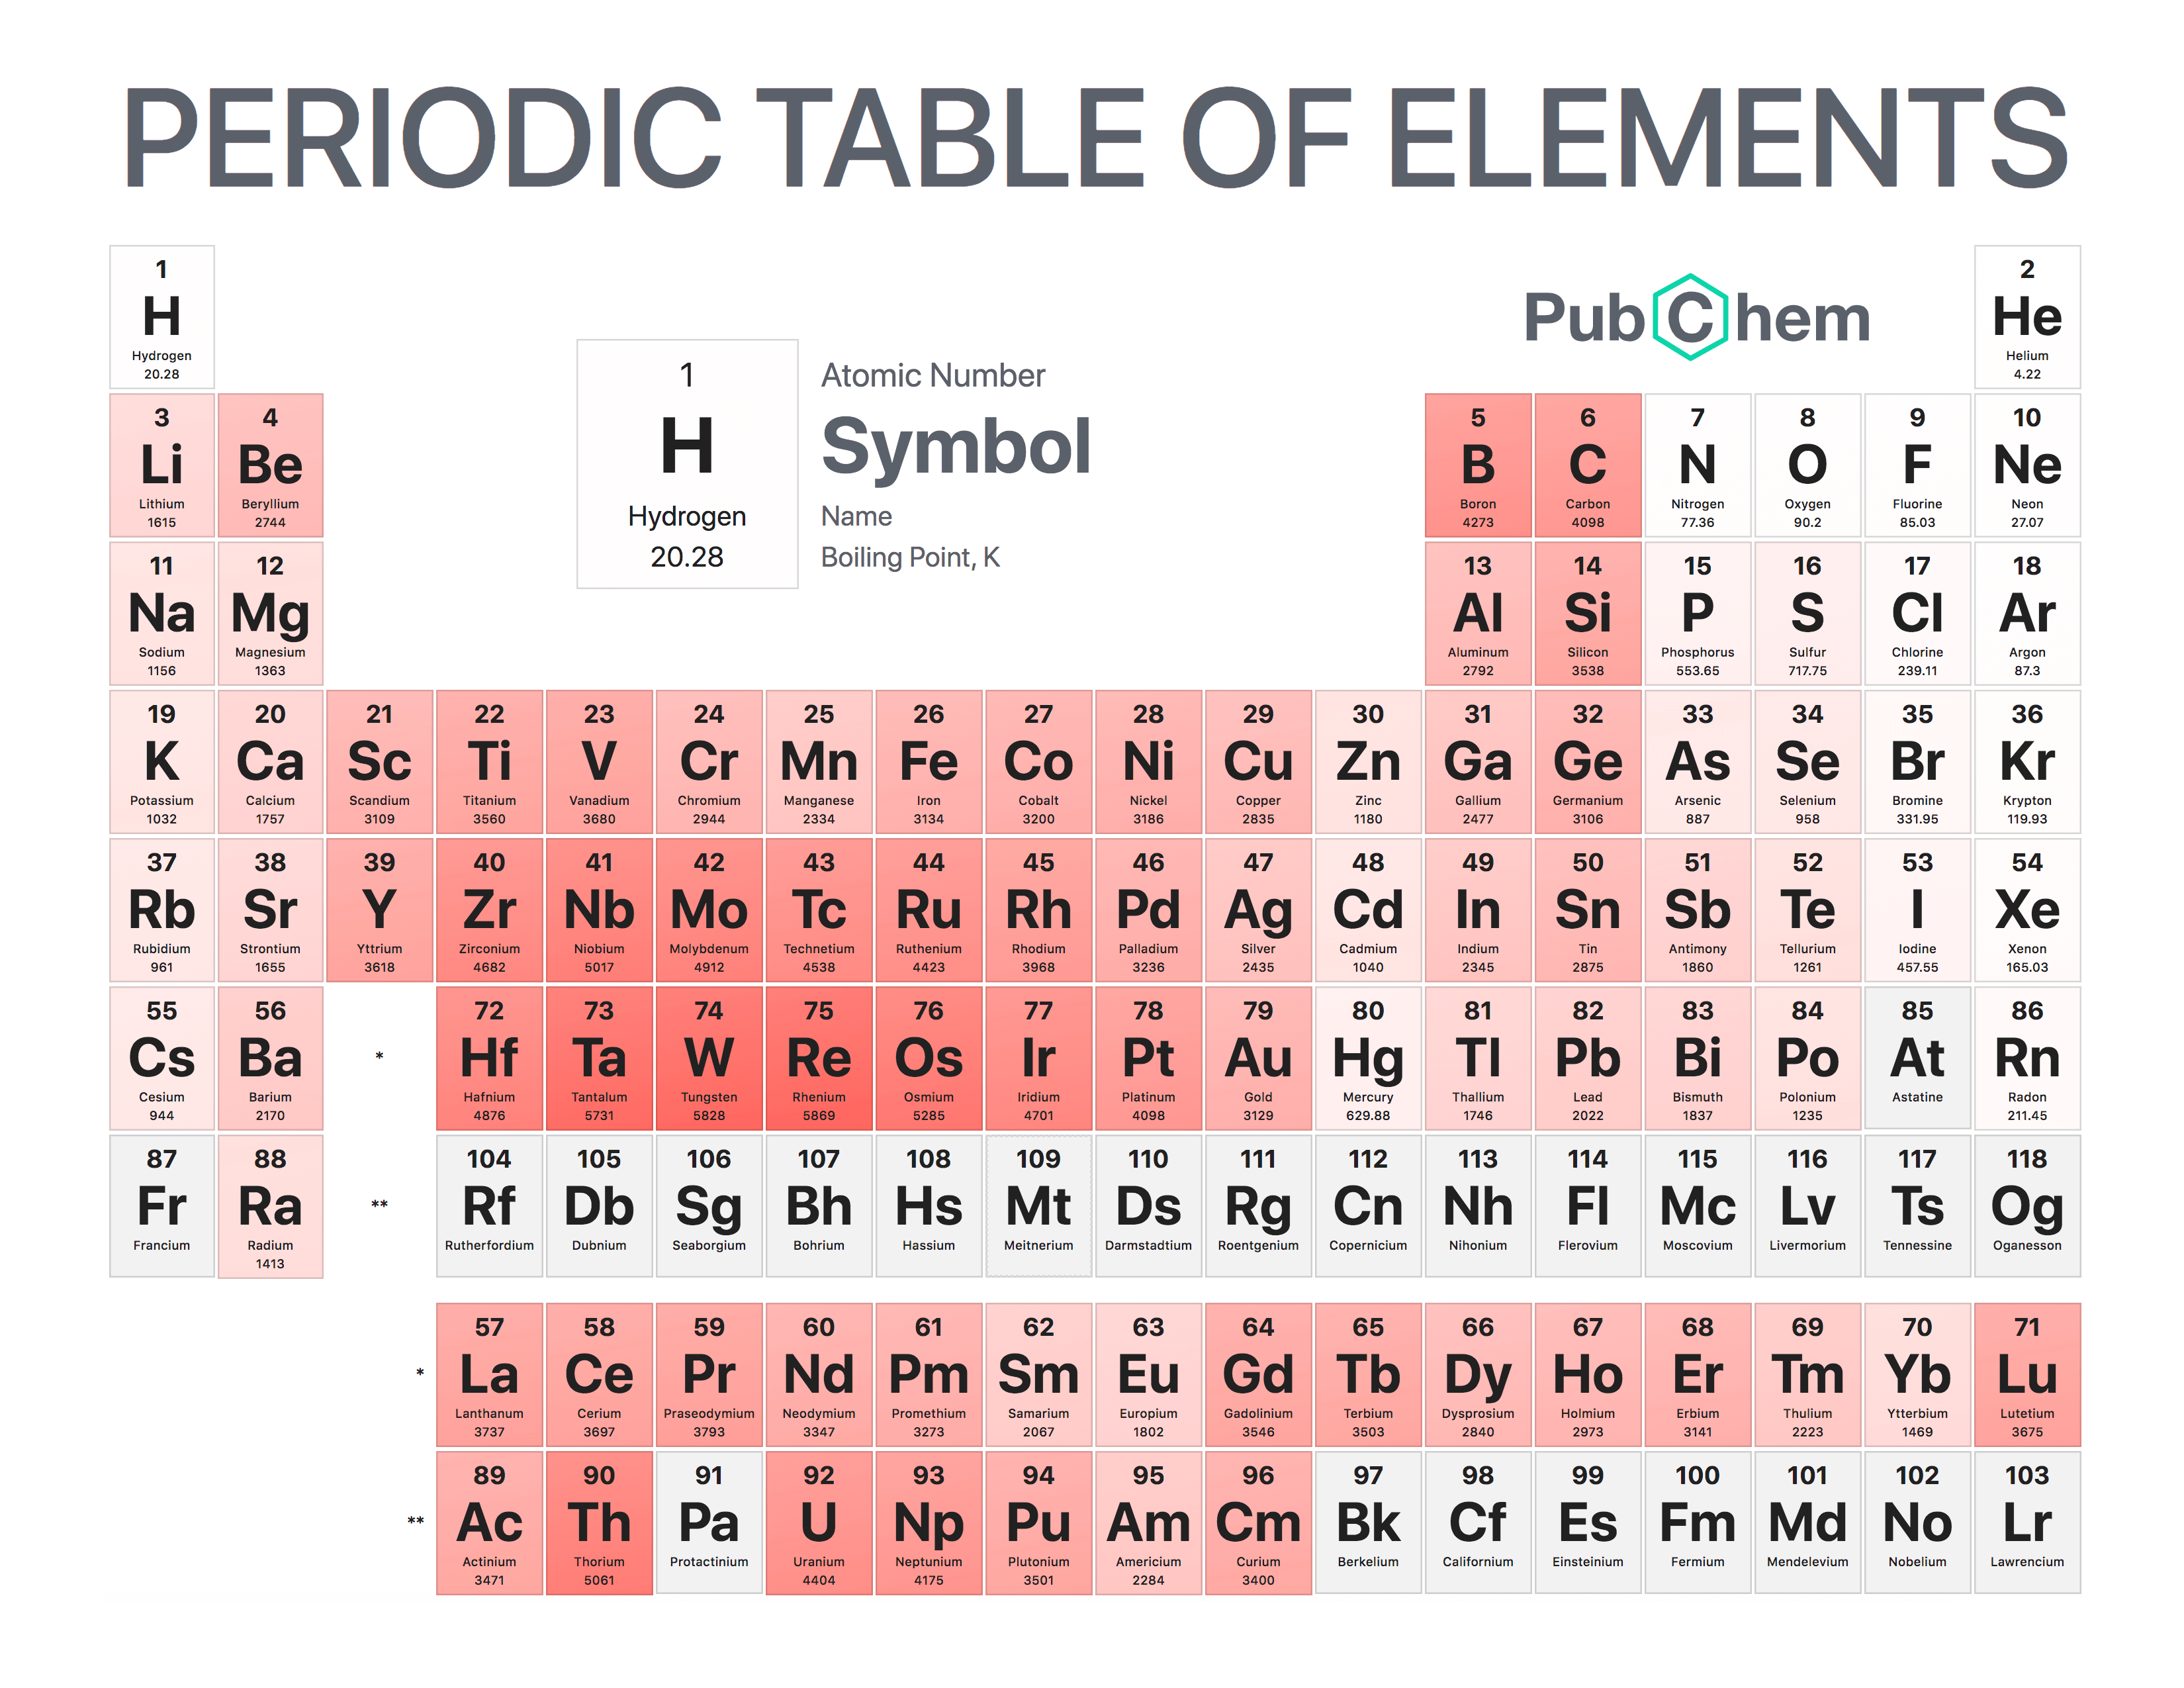 PERIODIC TABLE OF ELEMENTS
1 2
H He
Hydrogen Helium
20.28 4.22
PubChem
1 Atomic Number
H Symbol
Hydrogen Name
20.28 Boiling Point, K
3 4 5 6 7 8 9 10
Li Be B C N O F Ne
Lithium Beryllium Boron Carbon Nitrogen Oxygen Fluorine Neon
1615 2744 4273 4098 77.36 90.2 85.03 27.07
11 12 13 14 15 16 17 18
Na Mg Al Si P S Cl Ar
Sodium Magnesium Aluminum Silicon Phosphorus Sulfur Chlorine Argon
1156 1363 2792 3538 553.65 717.75 239.11 87.3
19 20 21 22 23 24 25 26 27 28 29 30 31 32 33 34 35 36
K Ca Sc Ti V Cr Mn Fe Co Ni Cu Zn Ga Ge As Se Br Kr
Potassium Calcium Scandium Titanium Vanadium Chromium Manganese Iron Cobalt Nickel Copper Zinc Gallium Germanium Arsenic Selenium Bromine Krypton
1032 1757 3109 3560 3680 2944 2334 3134 3200 3186 2835 1180 2477 3106 887 958 331.95 119.93
37 38 39 40 41 42 43 44 45 46 47 48 49 50 51 52 53 54
Rb Sr Y Zr Nb Mo Tc Ru Rh Pd Ag Cd In Sn Sb Te I Xe
Rubidium Strontium Yttrium Zirconium Niobium Molybdenum Technetium Ruthenium Rhodium Palladium Silver Cadmium Indium Tin Antimony Tellurium Iodine Xenon
961 1655 3618 4682 5017 4912 4538 4423 3968 3236 2435 1040 2345 2875 1860 1261 457.55 165.03
55 56 72 73 74 75 76 77 78 79 80 81 82 83 84 85 86
Cs Ba * Hf Ta W Re Os Ir Pt Au Hg Tl Pb Bi Po At Rn
Cesium Barium Hafnium Tantalum Tungsten Rhenium Osmium Iridium Platinum Gold Mercury Thallium Lead Bismuth Polonium Astatine Radon
944 2170 4876 5731 5828 5869 5285 4701 4098 3129 629.88 1746 2022 1837 1235 211.45
87 88 104 105 106 107 108 109 110 111 112 113 114 115 116 117 118
Fr Ra ** Rf Db Sg Bh Hs Mt Ds Rg Cn Nh Fl Mc Lv Ts Og
Francium Radium Rutherfordium Dubnium Seaborgium Bohrium Hassium Meitnerium Darmstadtium Roentgenium Copernicium Nihonium Flerovium Moscovium Livermorium Tennessine Oganesson
1413
57 58 59 60 61 62 63 64 65 66 67 68 69 70 71
* La Ce Pr Nd Pm Sm Eu Gd Tb Dy Ho Er Tm Yb Lu
Lanthanum Cerium Praseodymium Neodymium Promethium Samarium Europium Gadolinium Terbium Dysprosium Holmium Erbium Thulium Ytterbium Lutetium
3737 3697 3793 3347 3273 2067 1802 3546 3503 2840 2973 3141 2223 1469 3675
89 90 91 92 93 94 95 96 97 98 99 100 101 102 103
** Ac Th Pa U Np Pu Am Cm Bk Cf Es Fm Md No Lr
Actinium Thorium Protactinium Uranium Neptunium Plutonium Americium Curium Berkelium Californium Einsteinium Fermium Mendelevium Nobelium Lawrencium
3471 5061 4404 4175 3501 2284 3400